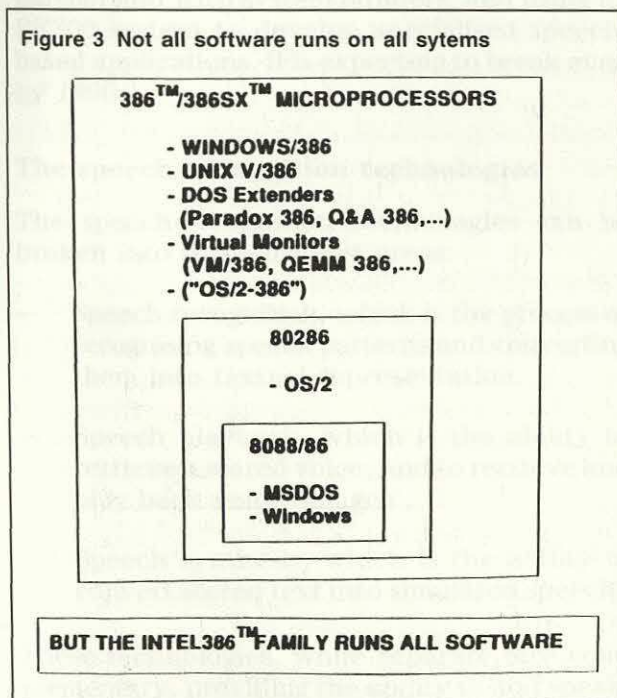 Figure 3 Not all software runs on all sytems
386™/386SX™ MICROPROCESSORS
- WINDOWS/386
- UNIX V/386
- DOS Extenders
(Paradox 386, Q&A 386,...)
- Virtual Monitors
(VM/386, QEMM 386,...)
- ("OS/2-386")
80286
- OS/2
8088/86
- MSDOS
- Windows
BUT THE INTEL386™FAMILY RUNS ALL SOFTWARE